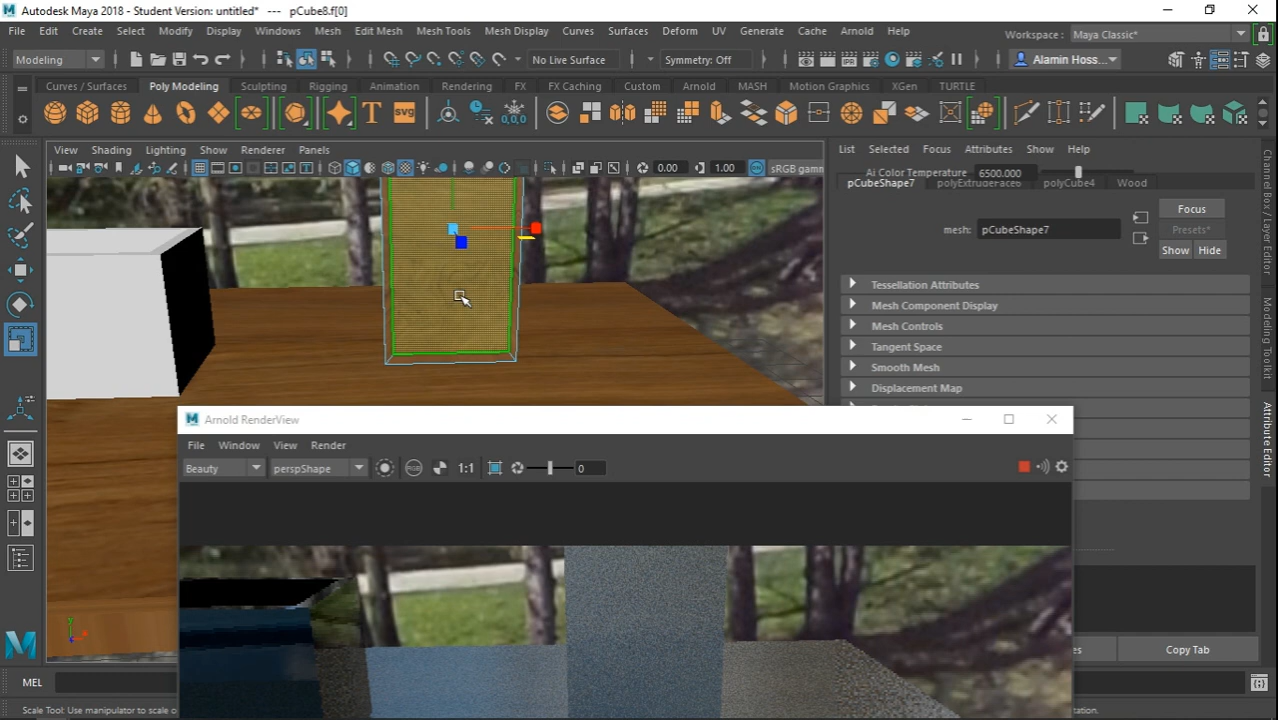 Autodesk Maya 2018 - Student Version: untitled* --- pCube8.f[0]
File Edit Create Select Modify Display Windows Mesh Edit Mesh Mesh Tools Mesh Display Curves Surfaces Deform UV Generate Cache Arnold Help
Workspace : Maya Classic*
Modeling
No Live Surface
Symmetry: Off
Alamin Hoss...
Curves / Surfaces Poly Modeling Sculpting Rigging Animation Rendering FX FX Caching Custom Arnold MASH Motion Graphics XGen TURTLE
T SVG 0,0,0
View Shading Lighting Show Renderer Panels
0.00 1.00 sRGB gamm
List Selected Focus Attributes Show Help
Ai Color Temperature 6500.000
pCubeShape7 polyExtrudeFace6 polyCube4 Wood
mesh: pCubeShape7
Focus
Presets*
Show Hide
Tessellation Attributes
Mesh Component Display
Mesh Controls
Tangent Space
Smooth Mesh
Displacement Map
Channel Box / Layer Editor
Modeling Toolkit
Attribute Editor
Arnold RenderView
File Window View Render
Beauty perspShape RGB 1:1 0
Copy Tab
MEL
Scale Tool: Use manipulator to scale o